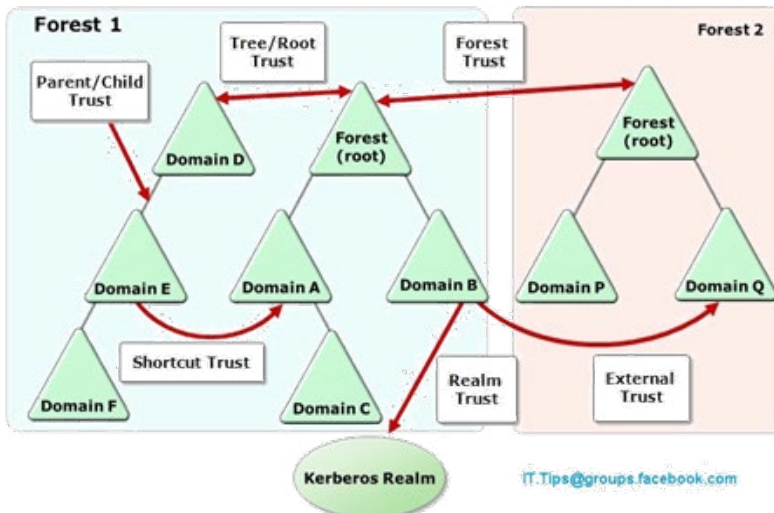 Forest 1
Tree/Root
Trust
Forest
Trust
Forest 2
Parent/Child
Trust
Domain D
Forest
(root)
Forest
(root)
Domain E
Domain A
Domain B
Domain P
Domain Q
Shortcut Trust
Realm
Trust
External
Trust
Domain F
Domain C
Kerberos Realm
IT.Tips@groups.facebook.com